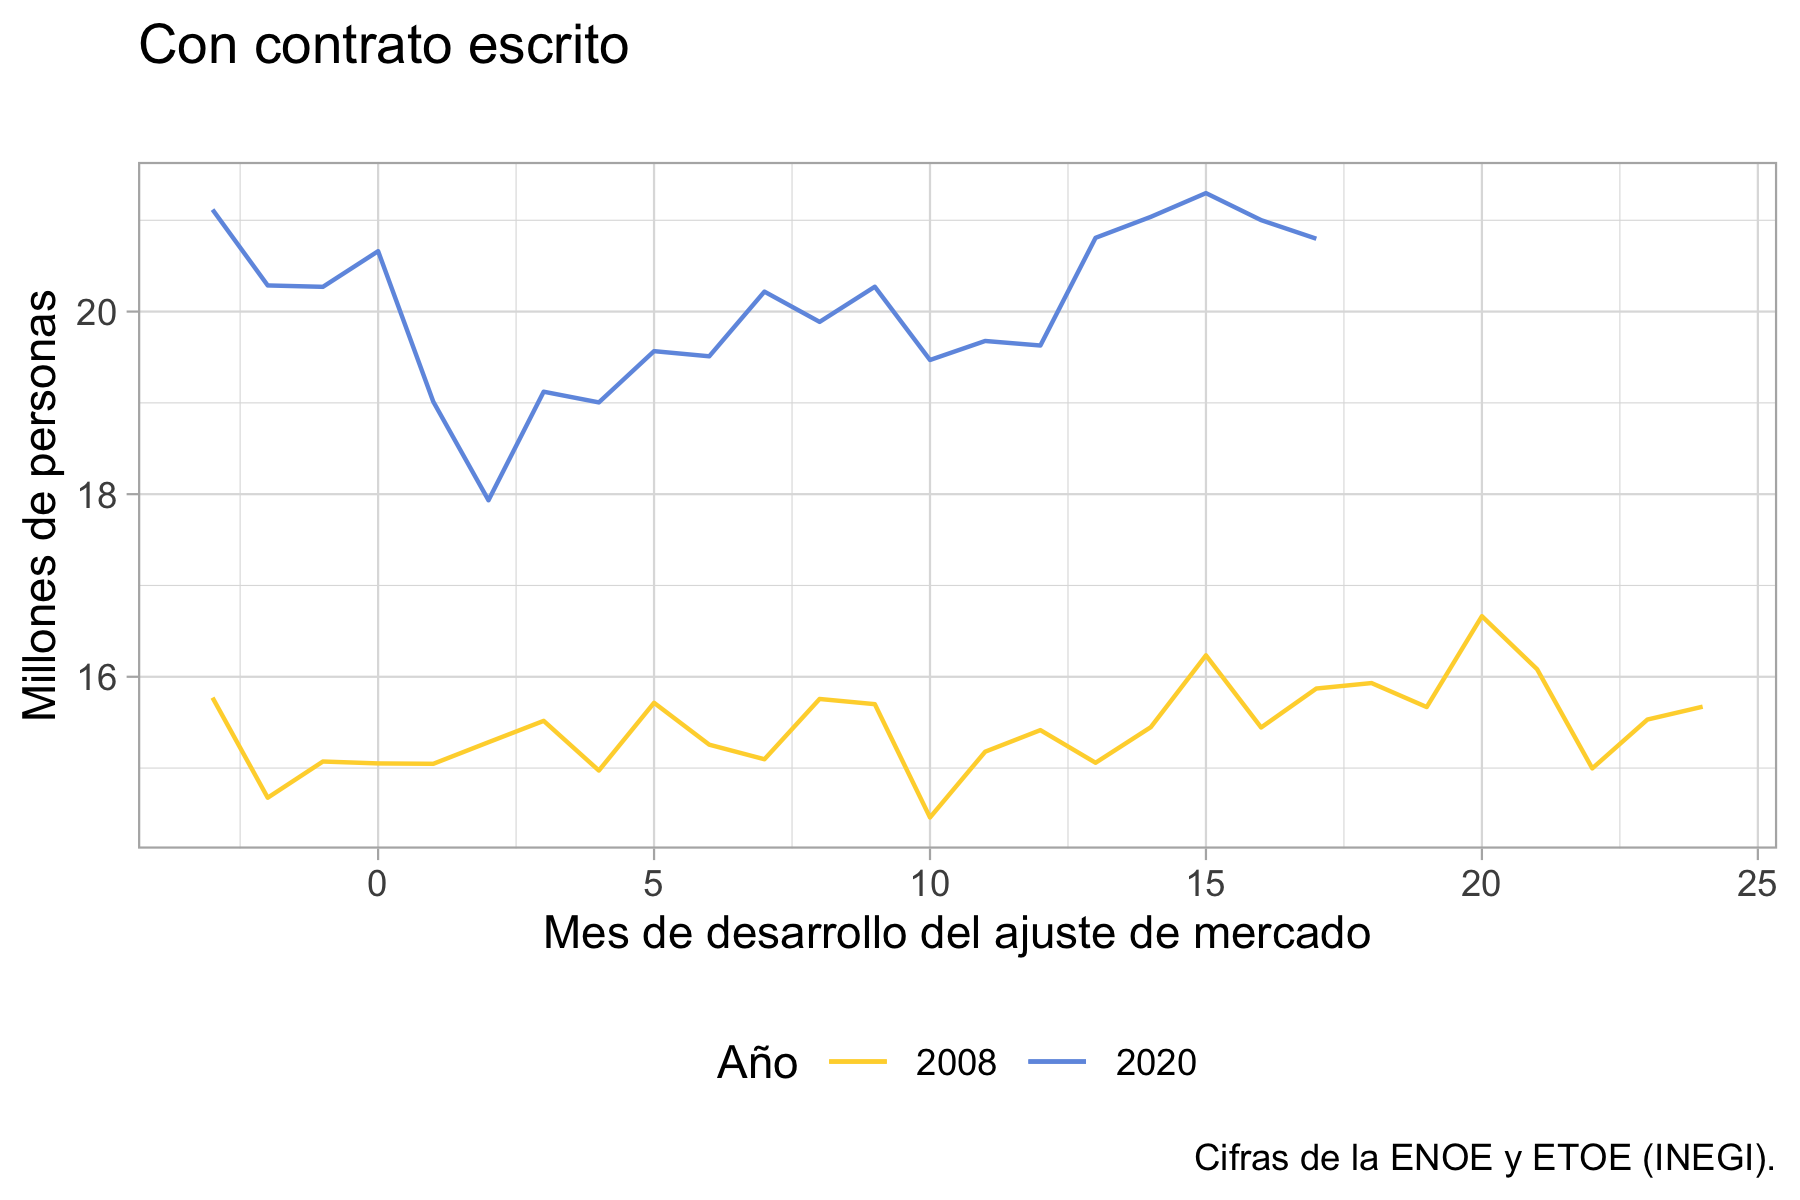 Con contrato escrito
Millones de personas
20
18
16
0 5 10 15 20 25
Mes de desarrollo del ajuste de mercado
Año 2008 2020
Cifras de la ENOE y ETOE (INEGI).